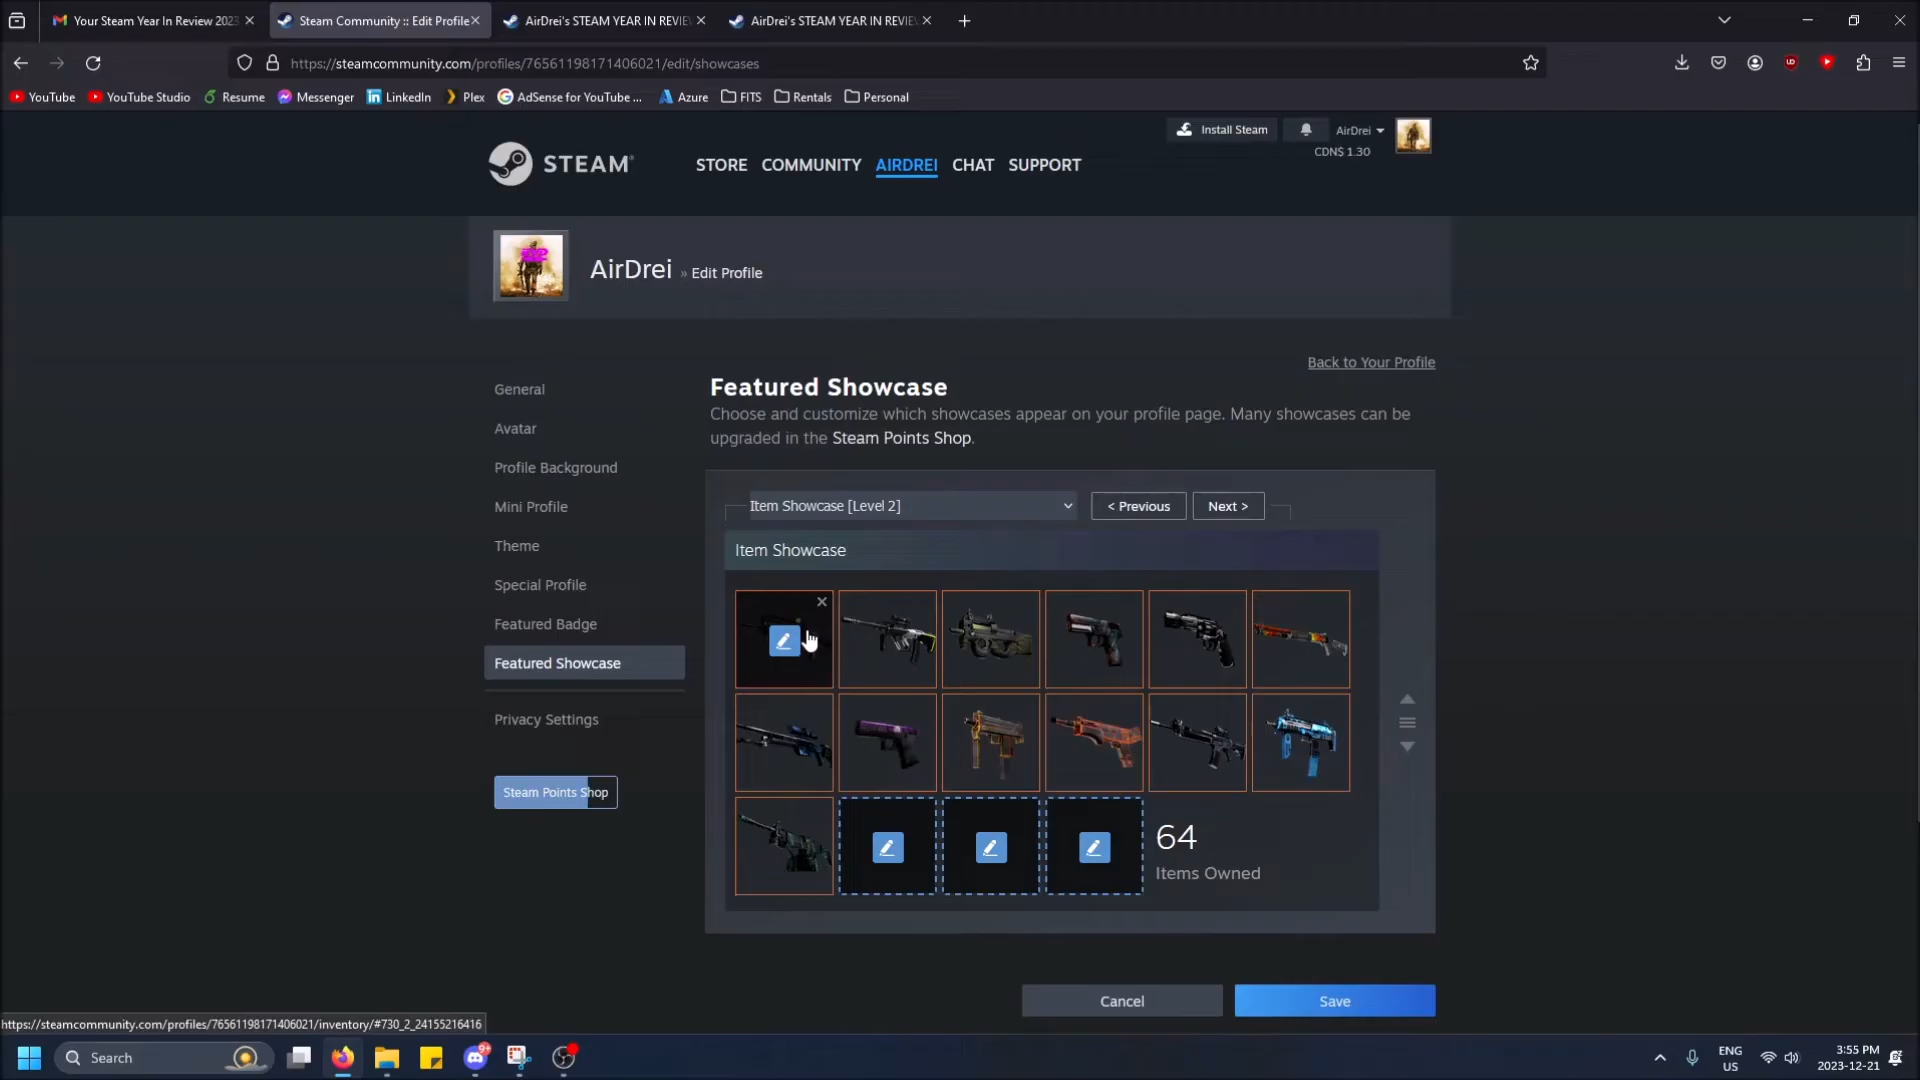 Your Steam Year In Review 2023
Steam Community :: Edit Profile
AirDrei's STEAM YEAR IN REVIE
AirDrei's STEAM YEAR IN REVIE
https://steamcommunity.com/profiles/76561198171406021/edit/showcases
YouTube
YouTube Studio
Resume
Messenger
LinkedIn
Plex
AdSense for YouTube ...
Azure
FITS
Rentals
Personal
Install Steam
AirDrei
CDN$ 1.30
STEAM
STORE
COMMUNITY
AIRDREI
CHAT
SUPPORT
AirDrei » Edit Profile
Back to Your Profile
General
Avatar
Profile Background
Mini Profile
Theme
Special Profile
Featured Badge
Featured Showcase
Privacy Settings
Steam Points Shop
Featured Showcase
Choose and customize which showcases appear on your profile page. Many showcases can be
upgraded in the Steam Points Shop.
Item Showcase [Level 2]
< Previous
Next >
Item Showcase
64
Items Owned
Cancel
Save
https://steamcommunity.com/profiles/76561198171406021/inventory/#730_2_24155216416
Search
ENG
US
3:55 PM
2023-12-21